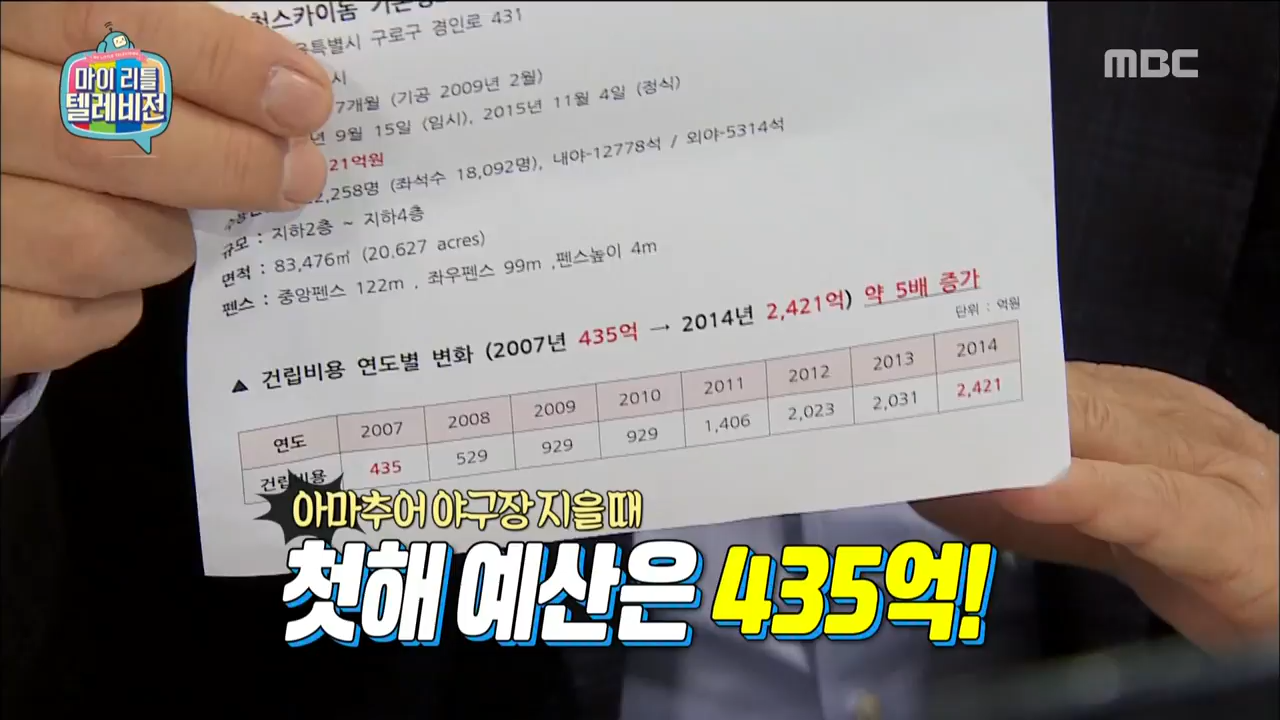 마이 리틀
텔레비전
MBC
스카이돔
특별시 구로구 경인로 431
시
7개월 (기공 2009년 2월)
년 9월 15일 (임시), 2015년 11월 4일 (정식)
21억원
2,258명 (좌석수 18,092명), 내야-12778석 / 외야-5314석
규모 : 지하2층 ~ 지하4층
면적 : 83,476㎡ (20.627 acres)
펜스 : 중앙펜스 122m , 좌우펜스 99m ,펜스높이 4m
▲ 건립비용 연도별 변화 (2007년 435억 → 2014년 2,421억) 약 5배 증가
단위 : 억원
연도 2007 2008 2009 2010 2011 2012 2013 2014
건립비용 435 529 929 929 1,406 2,023 2,031 2,421
아마추어 야구장 지을 때
첫해 예산은 435억!